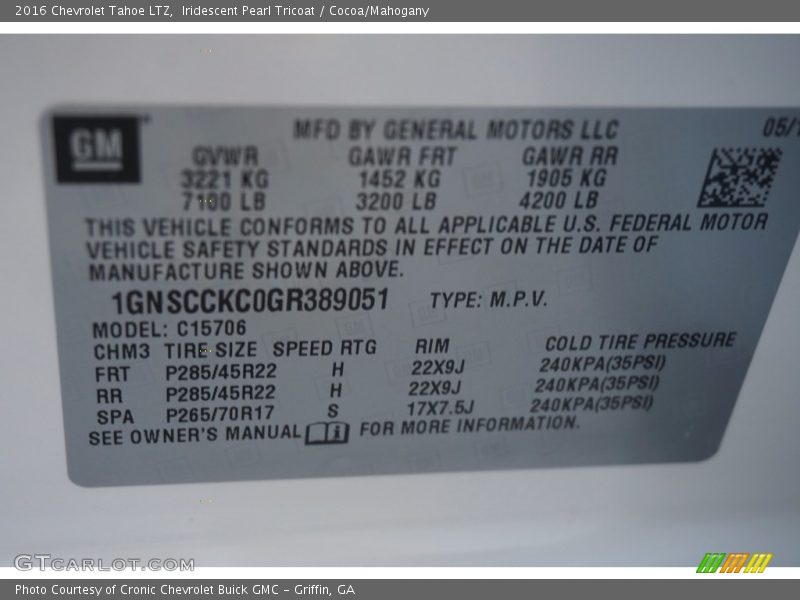 2016 Chevrolet Tahoe LTZ, Iridescent Pearl Tricoat / Cocoa/Mahogany
GM
MFD BY GENERAL MOTORS LLC 05/1
GVWR GAWR FRT GAWR RR
3221 KG 1452 KG 1905 KG
7100 LB 3200 LB 4200 LB
THIS VEHICLE CONFORMS TO ALL APPLICABLE U.S. FEDERAL MOTOR
VEHICLE SAFETY STANDARDS IN EFFECT ON THE DATE OF
MANUFACTURE SHOWN ABOVE.
1GNSCCKC0GR389051 TYPE: M.P.V.
MODEL: C15706
CHM3 TIRE SIZE SPEED RTG RIM COLD TIRE PRESSURE
FRT P285/45R22 H 22X9J 240KPA(35PSI)
RR P285/45R22 H 22X9J 240KPA(35PSI)
SPA P265/70R17 S 17X7.5J 240KPA(35PSI)
SEE OWNER'S MANUAL FOR MORE INFORMATION.
GTCARLOT.COM
Photo Courtesy of Cronic Chevrolet Buick GMC - Griffin, GA